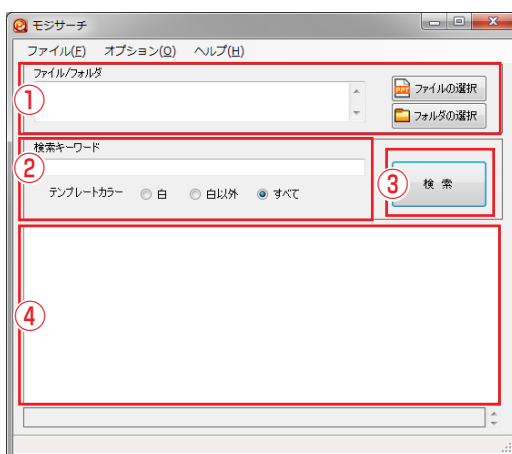 モジサーチ
ファイル(F) オプション(O) ヘルプ(H)
ファイル/フォルダ
①
ppt ファイルの選択
フォルダの選択
検索キーワード
②
テンプレートカラー 白 白以外 すべて
③ 検 索
④